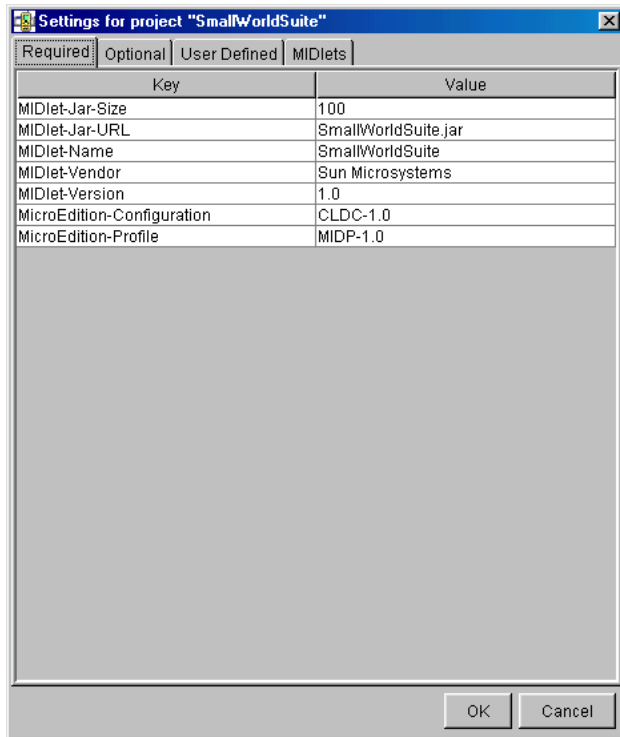 Settings for project "SmallWorldSuite"
Required Optional User Defined MIDlets
Key Value
MIDlet-Jar-Size 100
MIDlet-Jar-URL SmallWorldSuite.jar
MIDlet-Name SmallWorldSuite
MIDlet-Vendor Sun Microsystems
MIDlet-Version 1.0
MicroEdition-Configuration CLDC-1.0
MicroEdition-Profile MIDP-1.0
OK Cancel